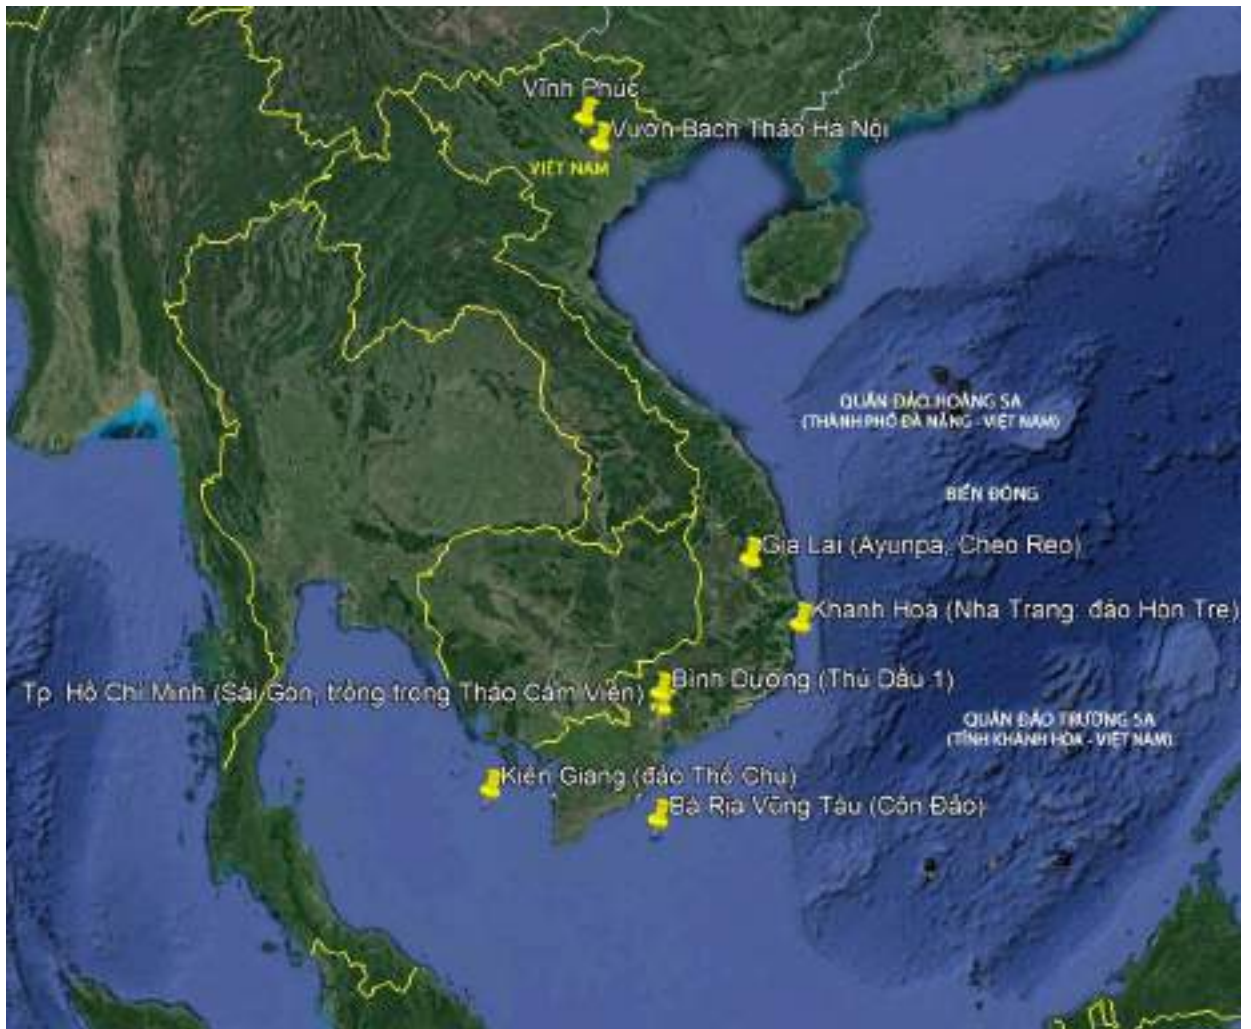 Vĩnh Phúc
Vườn Bách Thảo Hà Nội
VIỆT NAM
QUẦN ĐẢO HOÀNG SA
(THÀNH PHỐ ĐÀ NẴNG - VIỆT NAM)
BIỂN ĐÔNG
Gia Lai (Ayunpa, Cheo Reo)
Khánh Hoà (Nha Trang, đảo Hòn Tre)
Bình Dương (Thủ Dầu 1)
Tp. Hồ Chí Minh (Sài Gòn, trồng trong Thảo Cầm Viên)
QUẦN ĐẢO TRƯỜNG SA
(TỈNH KHÁNH HÒA - VIỆT NAM)
Kiên Giang (đảo Thổ Chu)
Bà Rịa Vũng Tàu (Côn Đảo)